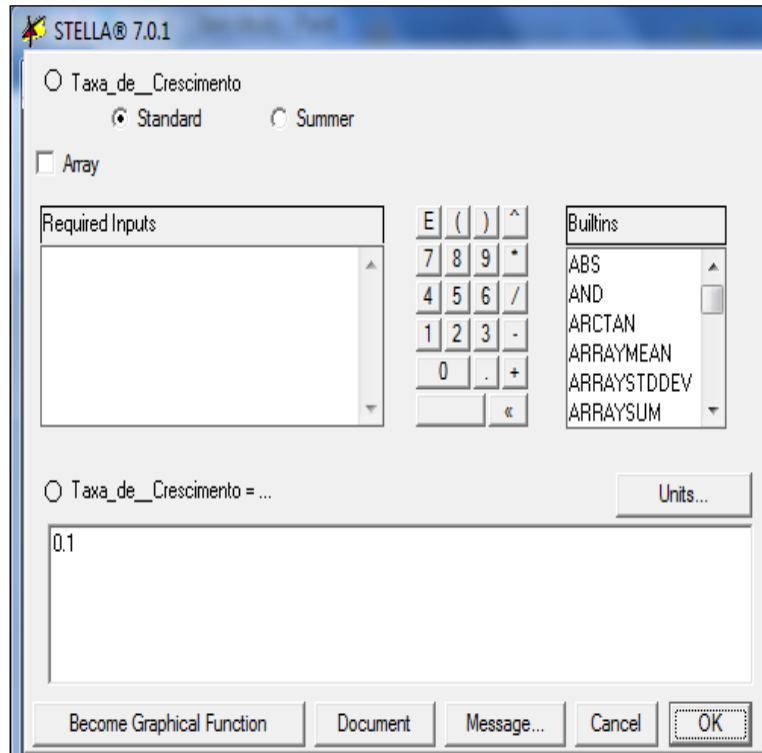 STELLA® 7.0.1
Taxa_de__Crescimento
Standard Summer
Array
Required Inputs
E ( ) ^
7 8 9 *
4 5 6 /
1 2 3 -
0 . +
«
Builtins
ABS
AND
ARCTAN
ARRAYMEAN
ARRAYSTDDEV
ARRAYSUM
Taxa_de__Crescimento = ...
Units...
0.1
Become Graphical Function Document Message... Cancel OK